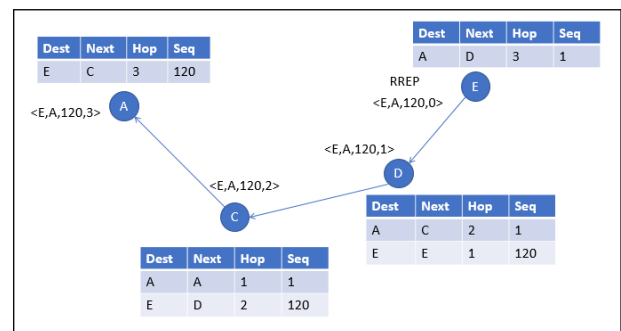 Dest Next Hop Seq
E C 3 120
Dest Next Hop Seq
A D 3 1
RREP
<E,A,120,0>
E
A
<E,A,120,3>
<E,A,120,1>
D
<E,A,120,2>
C
Dest Next Hop Seq
A C 2 1
E E 1 120
Dest Next Hop Seq
A A 1 1
E D 2 120